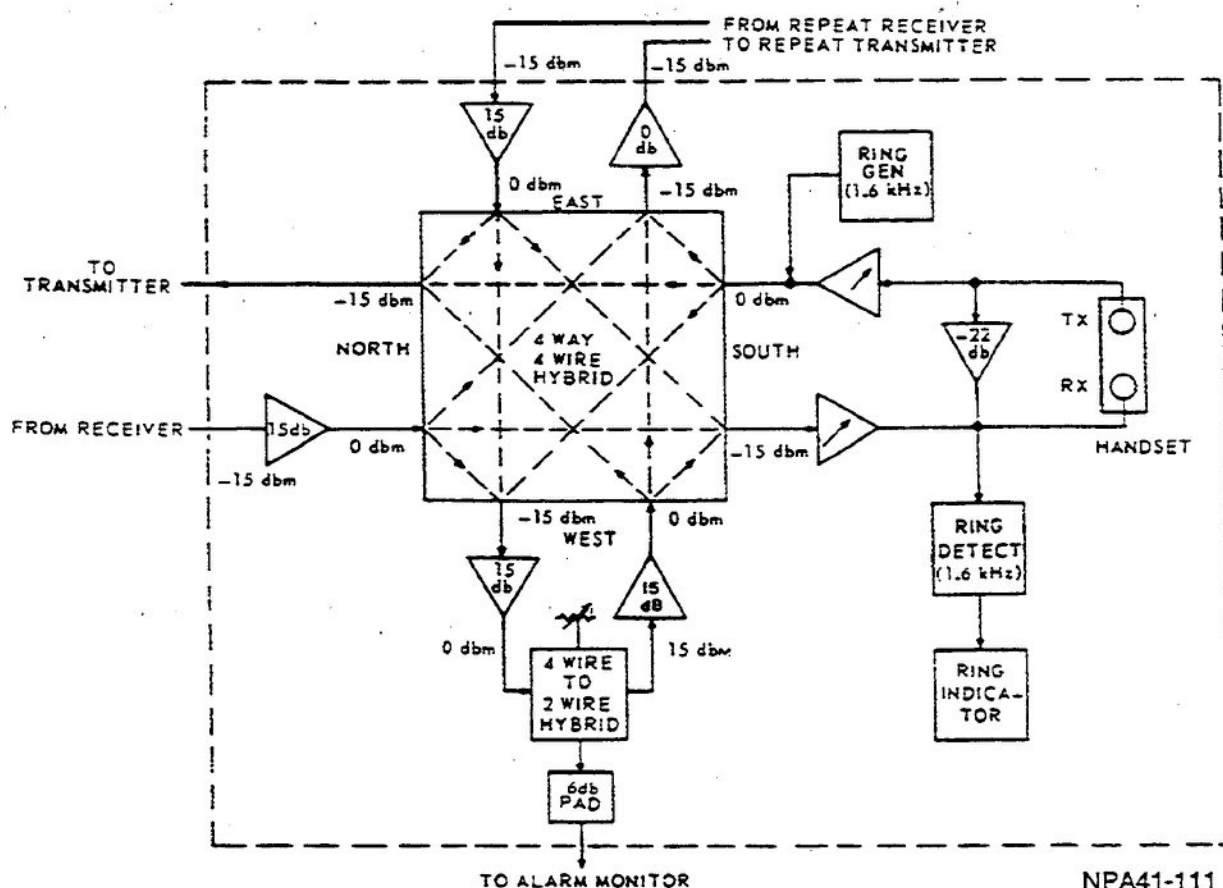 FROM REPEAT RECEIVER
TO REPEAT TRANSMITTER
-15 dbm
-15 dbm
15 db
0 db
0 dbm
EAST
-15 dbm
RING GEN (1.6 kHz)
TO TRANSMITTER
-15 dbm
0 dbm
TX
-22 db
NORTH
4 WAY
4 WIRE
HYBRID
SOUTH
RX
FROM RECEIVER
15db
0 dbm
-15 dbm
HANDSET
-15 dbm
-15 dbm
WEST
0 dbm
RING
DETECT
(1.6 kHz)
15 db
15 dB
0 dbm
15 dbm
4 WIRE
TO
2 WIRE
HYBRID
RING
INDICA-
TOR
6db
PAD
TO ALARM MONITOR
NPA41-111